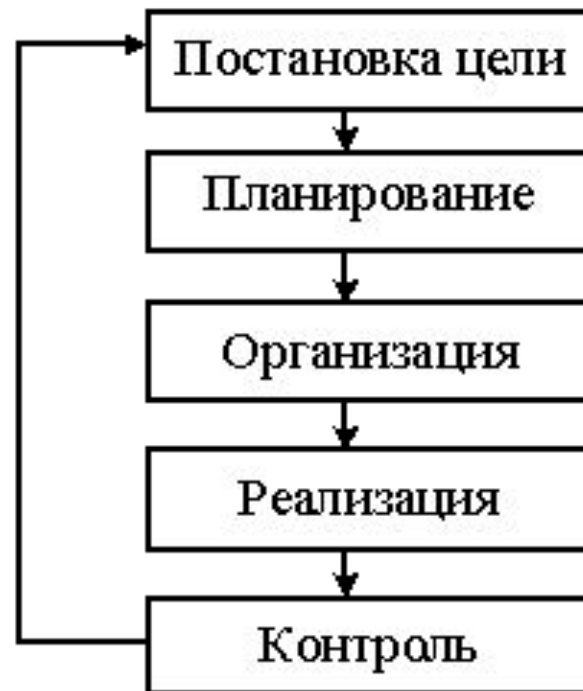 Постановка цели
Планирование
Организация
Реализация
Контроль